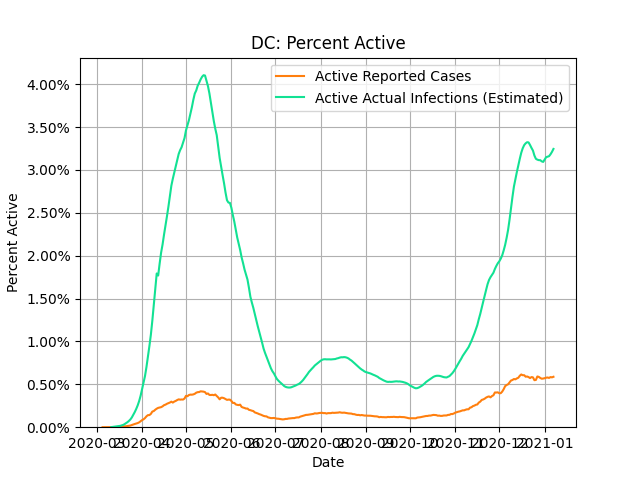 DC: Percent Active
Active Reported Cases
Active Actual Infections (Estimated)
Percent Active
4.00%
3.50%
3.00%
2.50%
2.00%
1.50%
1.00%
0.50%
0.00%
2020-03 2020-04 2020-05 2020-06 2020-07 2020-08 2020-09 2020-10 2020-11 2020-12 2021-01
Date